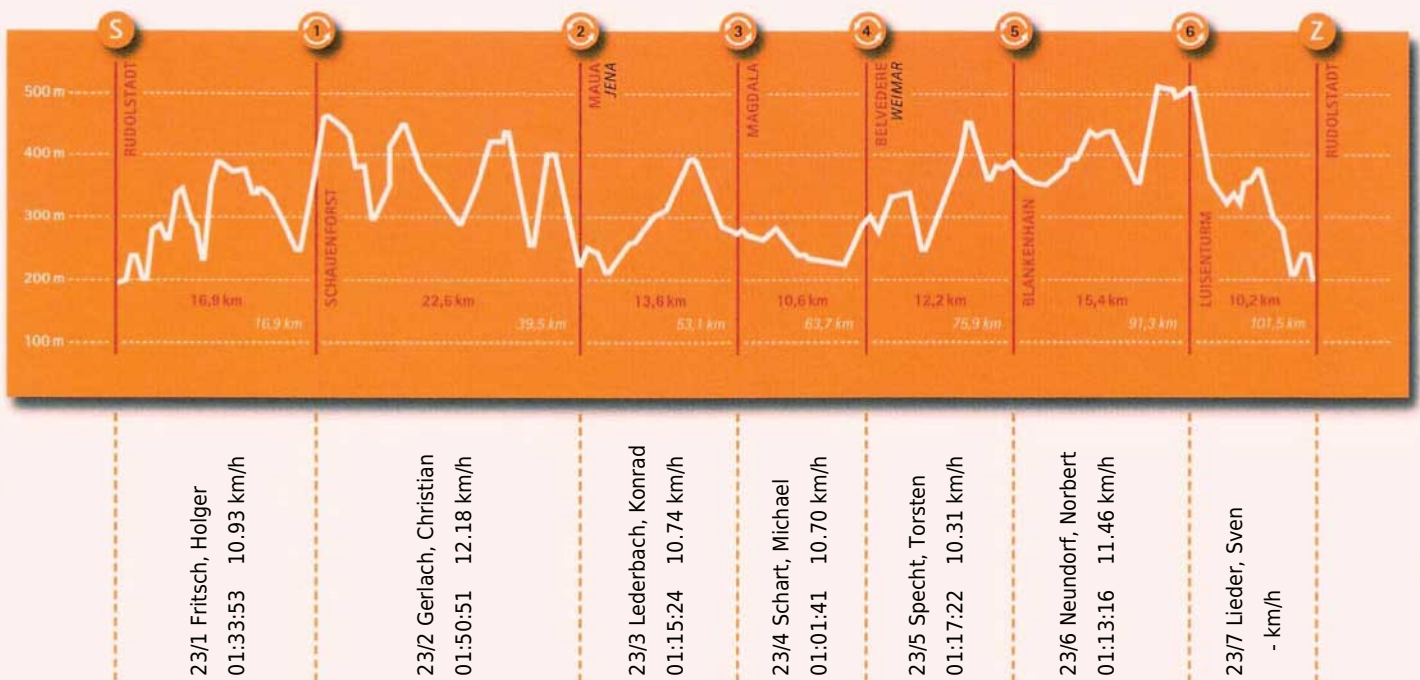 S
1
2
3
4
5
6
Z
RUDOLSTADT
SCHAUENFORST
MAUA
JENA
MAGDALA
BELVEDERE
WEIMAR
BLANKENHAIN
LUISENTURM
RUDOLSTADT
500 m
400 m
300 m
200 m
100 m
16,9 km
22,6 km
13,6 km
10,6 km
12,2 km
15,4 km
10,2 km
16,9 km
39,5 km
53,1 km
63,7 km
75,9 km
91,3 km
101,5 km
23/1 Fritsch, Holger
01:33:53 10.93 km/h
23/2 Gerlach, Christian
01:50:51 12.18 km/h
23/3 Lederbach, Konrad
01:15:24 10.74 km/h
23/4 Schart, Michael
01:01:41 10.70 km/h
23/5 Specht, Torsten
01:17:22 10.31 km/h
23/6 Neundorf, Norbert
01:13:16 11.46 km/h
23/7 Lieder, Sven
- km/h